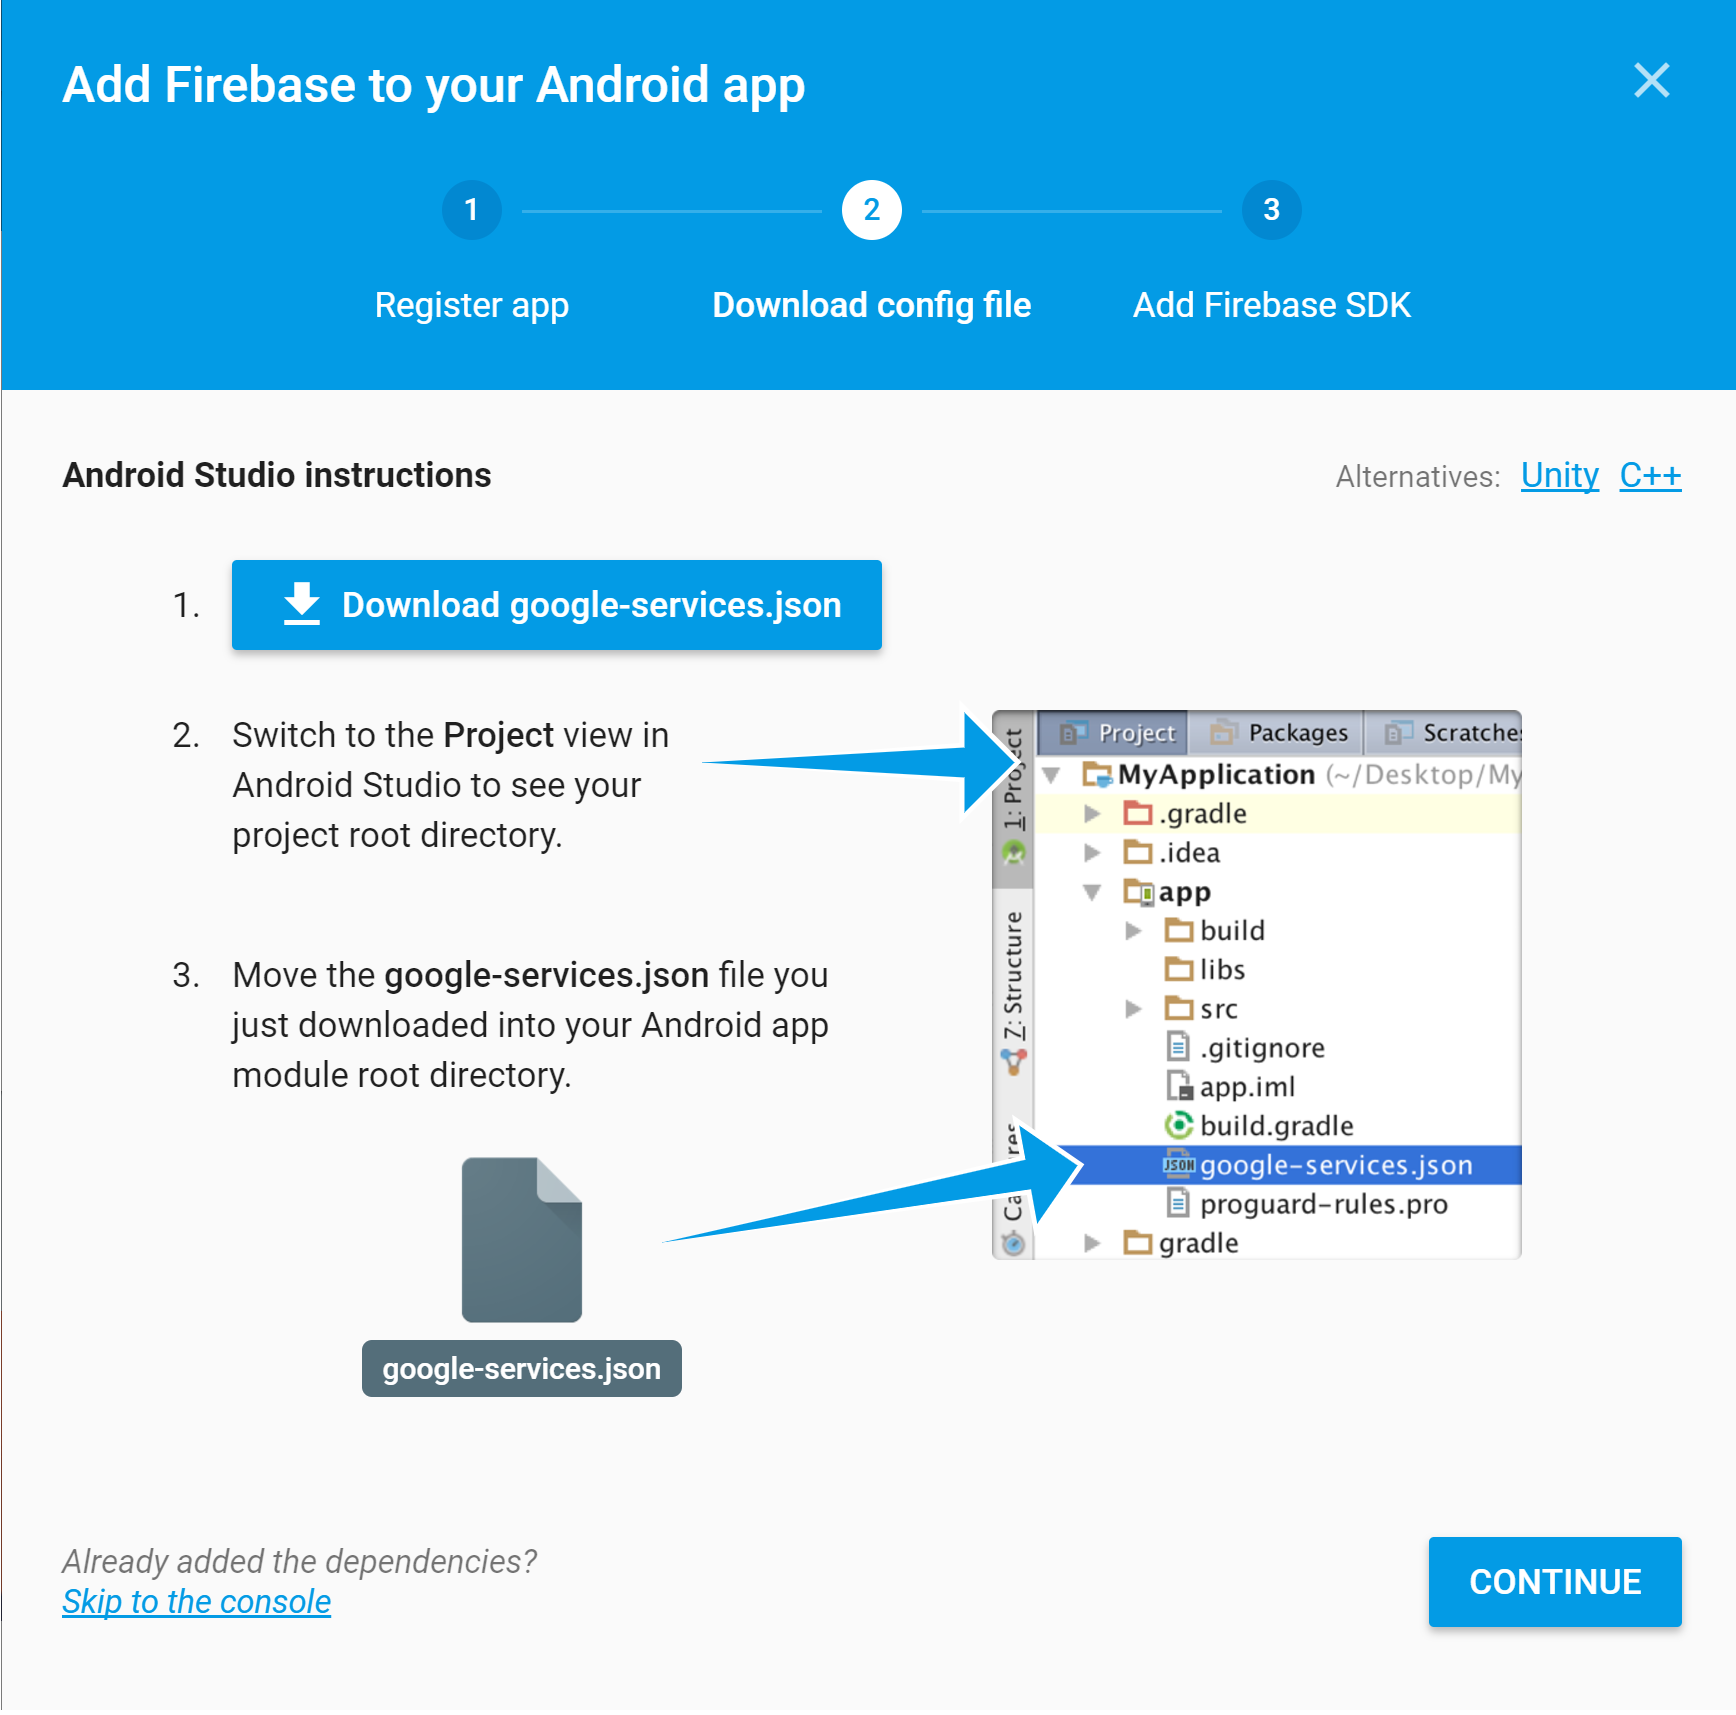 Add Firebase to your Android app
1
2
3
Register app
Download config file
Add Firebase SDK
Android Studio instructions
Alternatives: Unity C++
1. Download google-services.json
2. Switch to the Project view in
Android Studio to see your
project root directory.
3. Move the google-services.json file you
just downloaded into your Android app
module root directory.
google-services.json
1: Project
Z: Structure
Project
Packages
MyApplication (~/Desktop/My
.gradle
.idea
app
build
libs
src
.gitignore
app.iml
build.gradle
JSON google-services.json
proguard-rules.pro
gradle
Already added the dependencies?
Skip to the console
CONTINUE